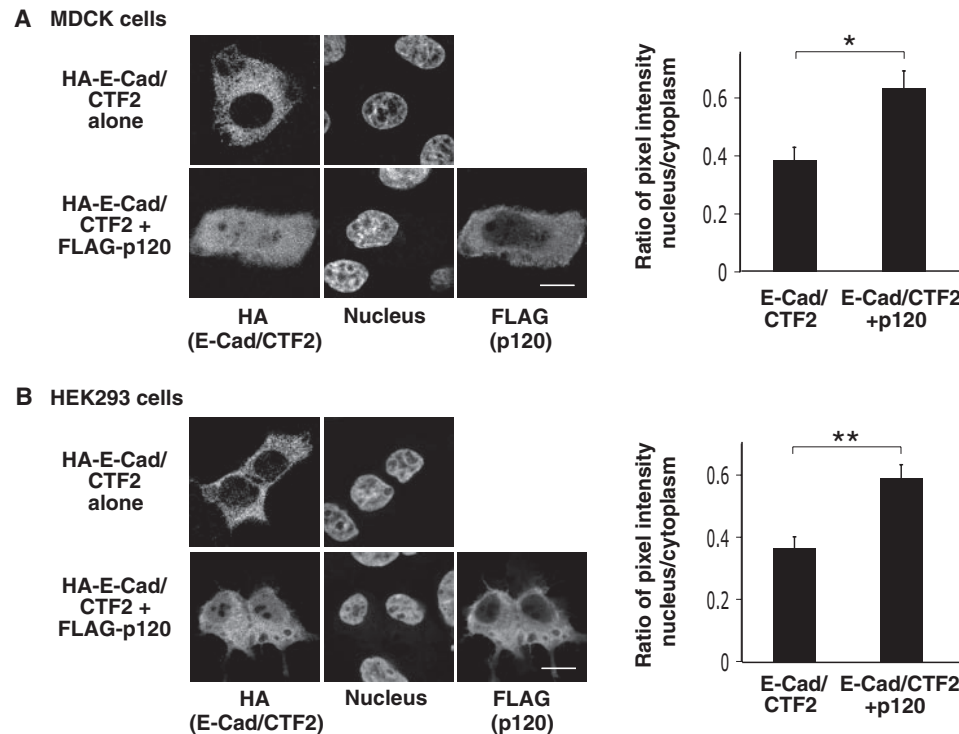 A MDCK cells
HA-E-Cad/
CTF2
alone
HA-E-Cad/
CTF2 +
FLAG-p120
HA
(E-Cad/CTF2)
Nucleus
FLAG
(p120)
Ratio of pixel intensity
nucleus/cytoplasm
*
0.6
0.4
0.2
0
E-Cad/
CTF2
E-Cad/CTF2
+p120
B HEK293 cells
HA-E-Cad/
CTF2
alone
HA-E-Cad/
CTF2 +
FLAG-p120
HA
(E-Cad/CTF2)
Nucleus
FLAG
(p120)
Ratio of pixel intensity
nucleus/cytoplasm
**
0.6
0.4
0.2
0
E-Cad/
CTF2
E-Cad/CTF2
+p120